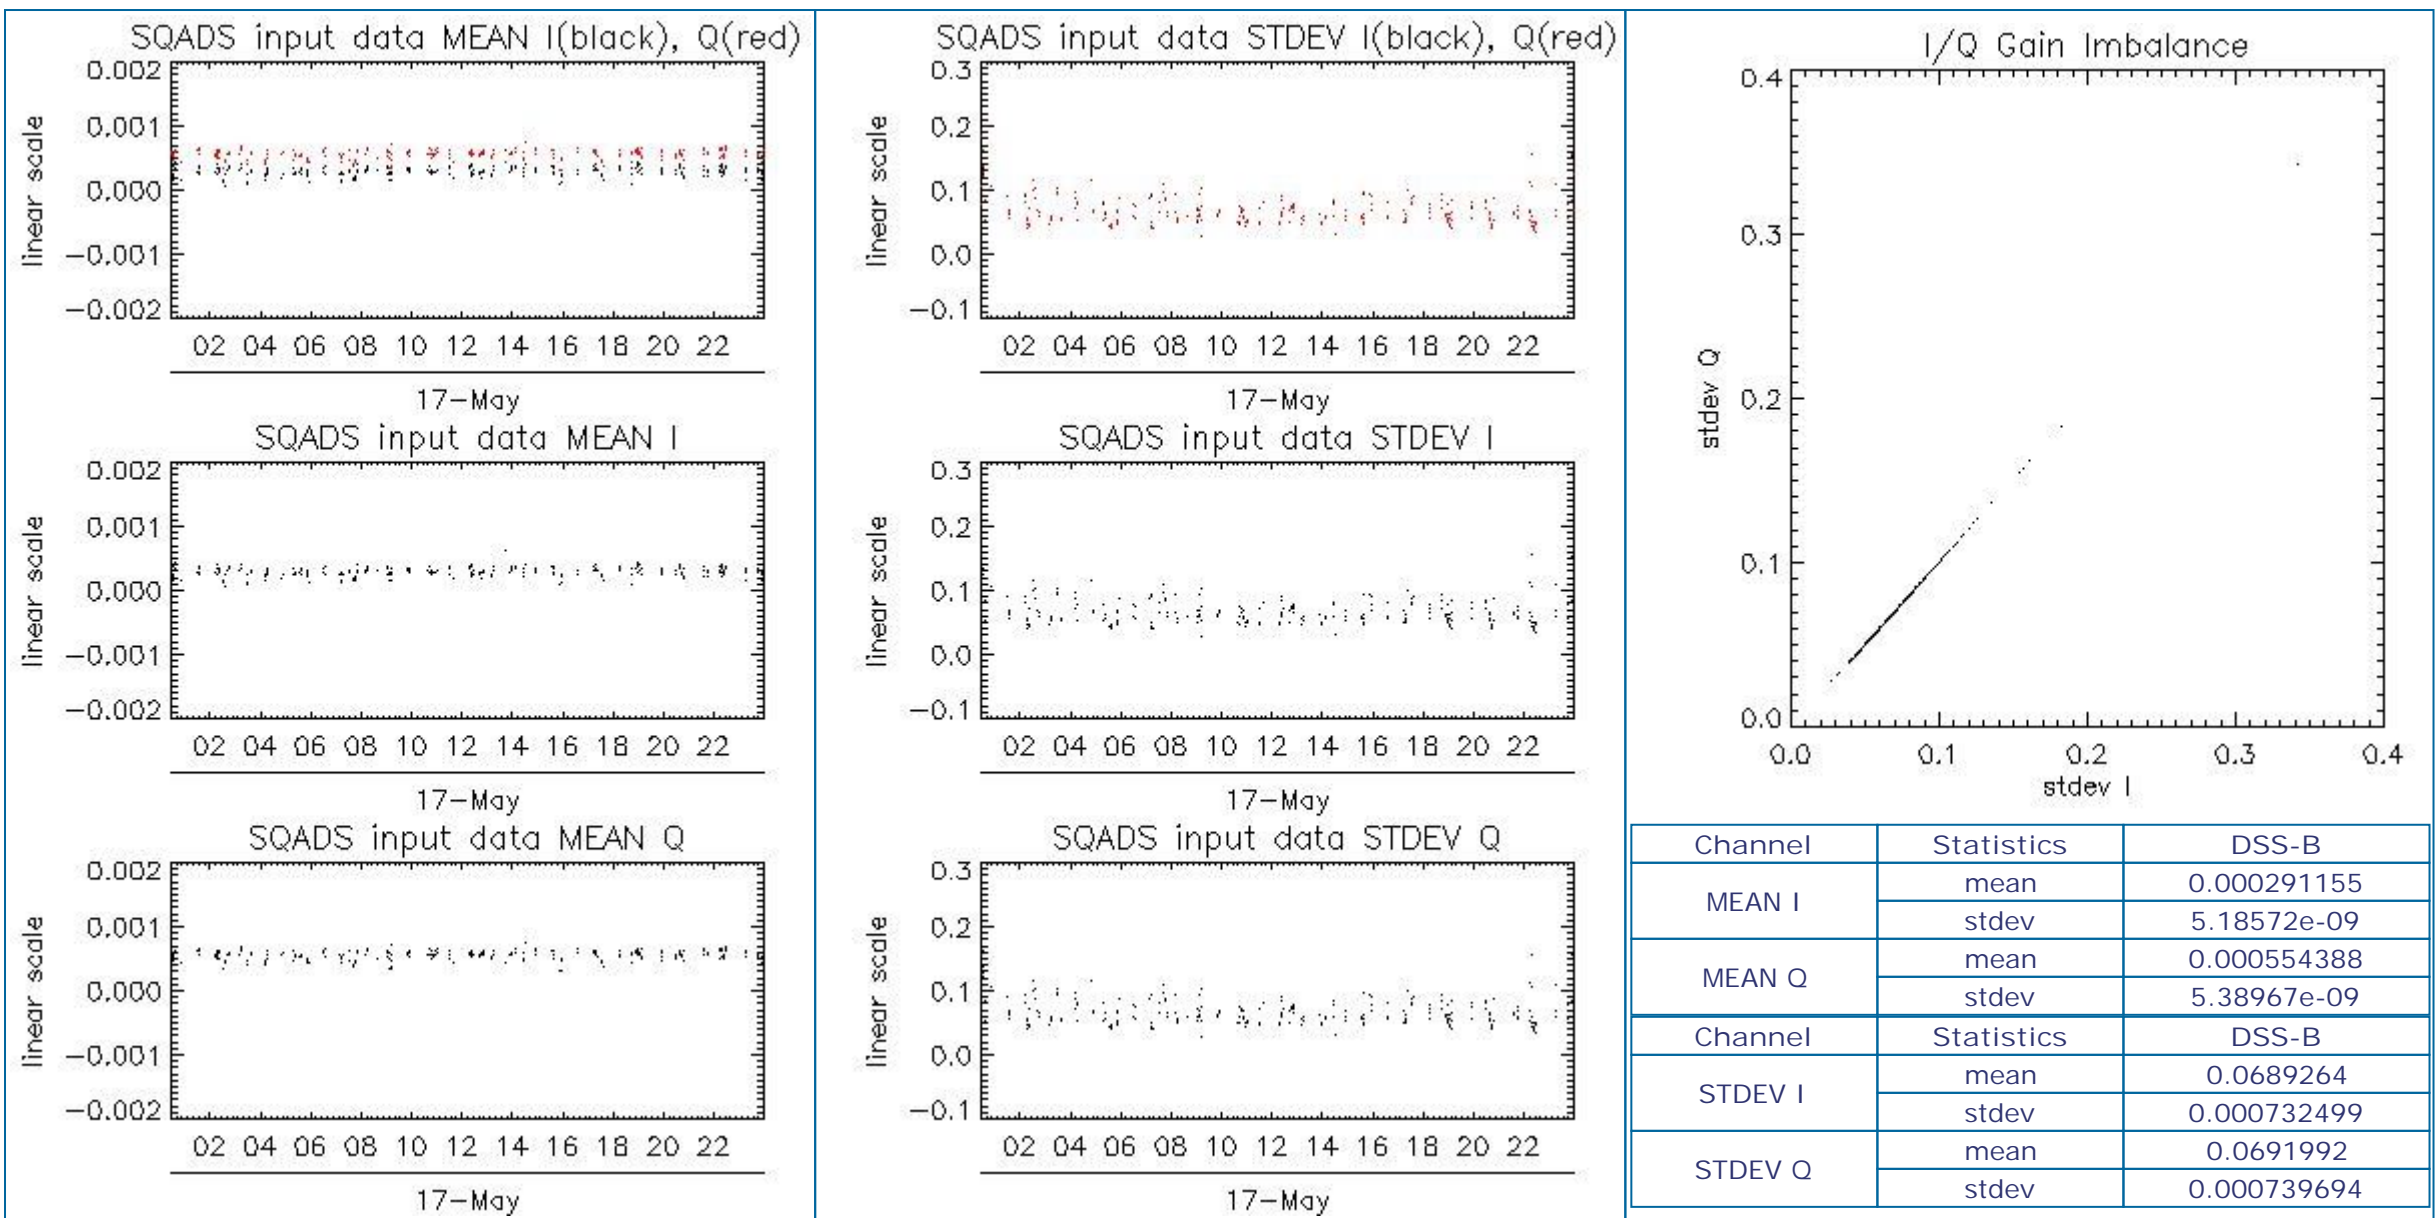 SQADS input data MEAN I(black), Q(red)
0.002
0.001
0.000
-0.001
-0.002
linear scale
02 04 06 08 10 12 14 16 18 20 22
17-May
SQADS input data MEAN I
0.002
0.001
0.000
-0.001
-0.002
linear scale
02 04 06 08 10 12 14 16 18 20 22
17-May
SQADS input data MEAN Q
0.002
0.001
0.000
-0.001
-0.002
linear scale
02 04 06 08 10 12 14 16 18 20 22
17-May
SQADS input data STDEV I(black), Q(red)
0.3
0.2
0.1
0.0
-0.1
linear scale
02 04 06 08 10 12 14 16 18 20 22
17-May
SQADS input data STDEV I
0.3
0.2
0.1
0.0
-0.1
linear scale
02 04 06 08 10 12 14 16 18 20 22
17-May
SQADS input data STDEV Q
0.3
0.2
0.1
0.0
-0.1
linear scale
02 04 06 08 10 12 14 16 18 20 22
17-May
I/Q Gain Imbalance
0.4
0.3
0.2
0.1
0.0
stdev Q
0.0 0.1 0.2 0.3 0.4
stdev I
Channel Statistics DSS-B
MEAN I mean 0.000291155
stdev 5.18572e-09
MEAN Q mean 0.000554388
stdev 5.38967e-09
Channel Statistics DSS-B
STDEV I mean 0.0689264
stdev 0.000732499
STDEV Q mean 0.0691992
stdev 0.000739694